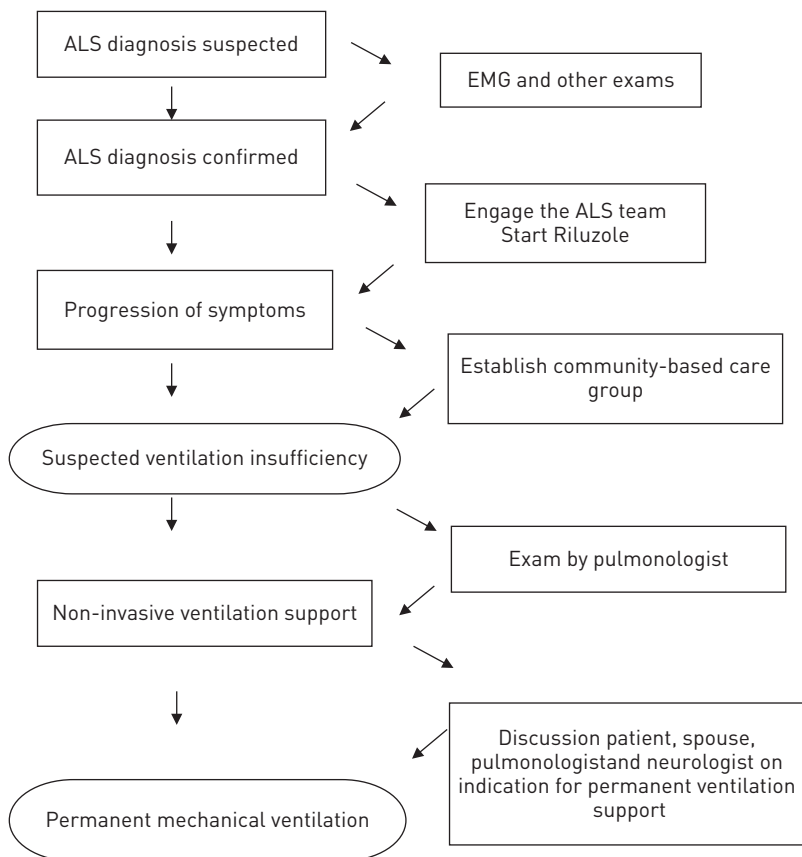 ALS diagnosis suspected
EMG and other exams
ALS diagnosis confirmed
Engage the ALS team
Start Riluzole
Progression of symptoms
Establish community-based care
group
Suspected ventilation insufficiency
Exam by pulmonologist
Non-invasive ventilation support
Discussion patient, spouse,
pulmonologistand neurologist on
indication for permanent ventilation
support
Permanent mechanical ventilation